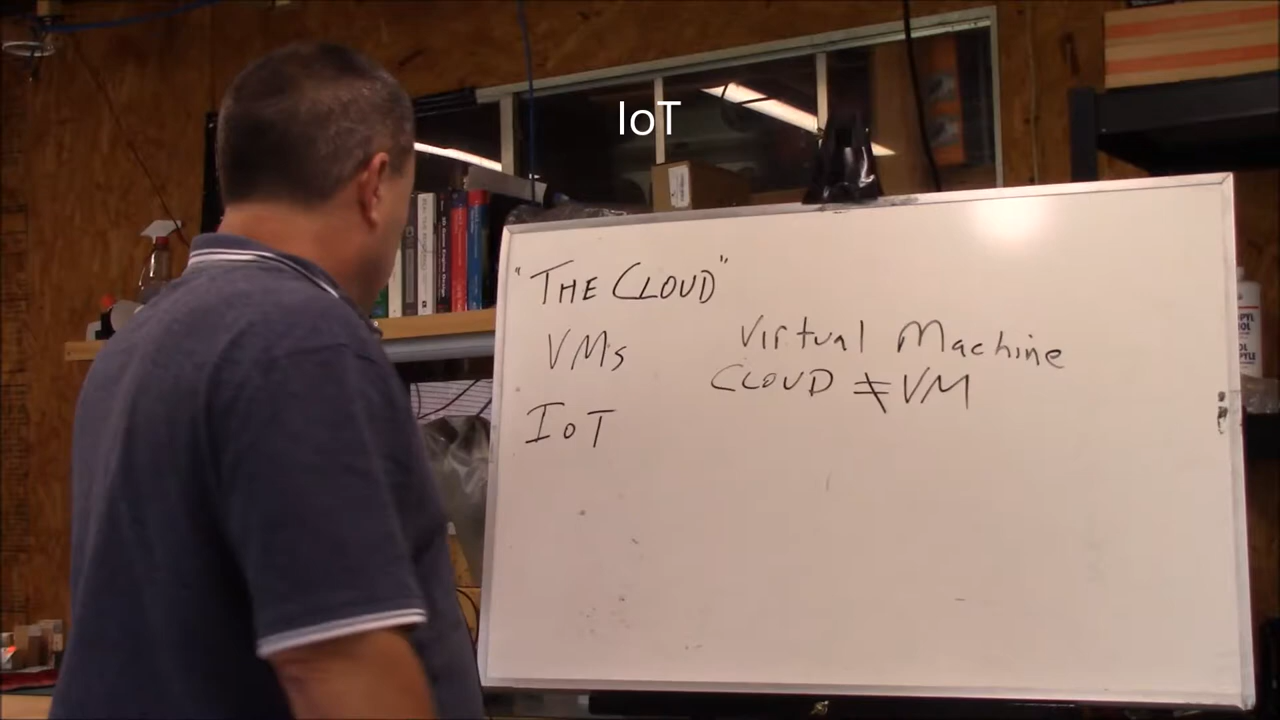 IoT
"THE CLOUD"
VMs Virtual Machine
CLOUD ≠ VM
IoT